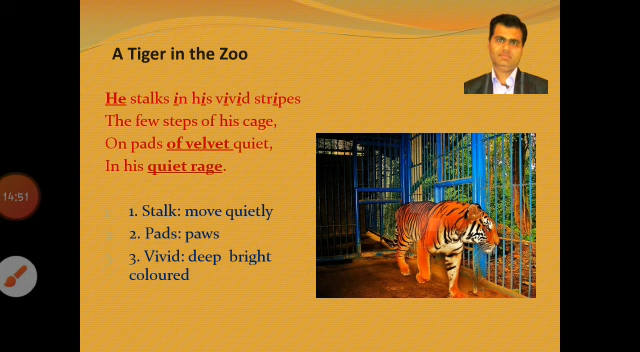 A Tiger in the Zoo
He stalks in his vivid stripes
The few steps of his cage,
On pads of velvet quiet,
In his quiet rage.
1. Stalk: move quietly
2. Pads: paws
3. Vivid: deep bright
coloured
14:51